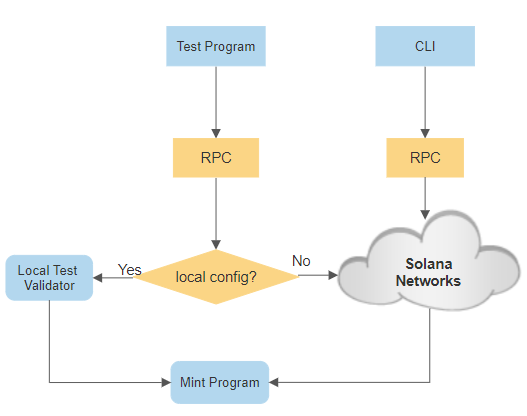 Test Program
CLI
RPC
RPC
Local Test
Validator
Yes
local config?
No
Solana
Networks
Mint Program